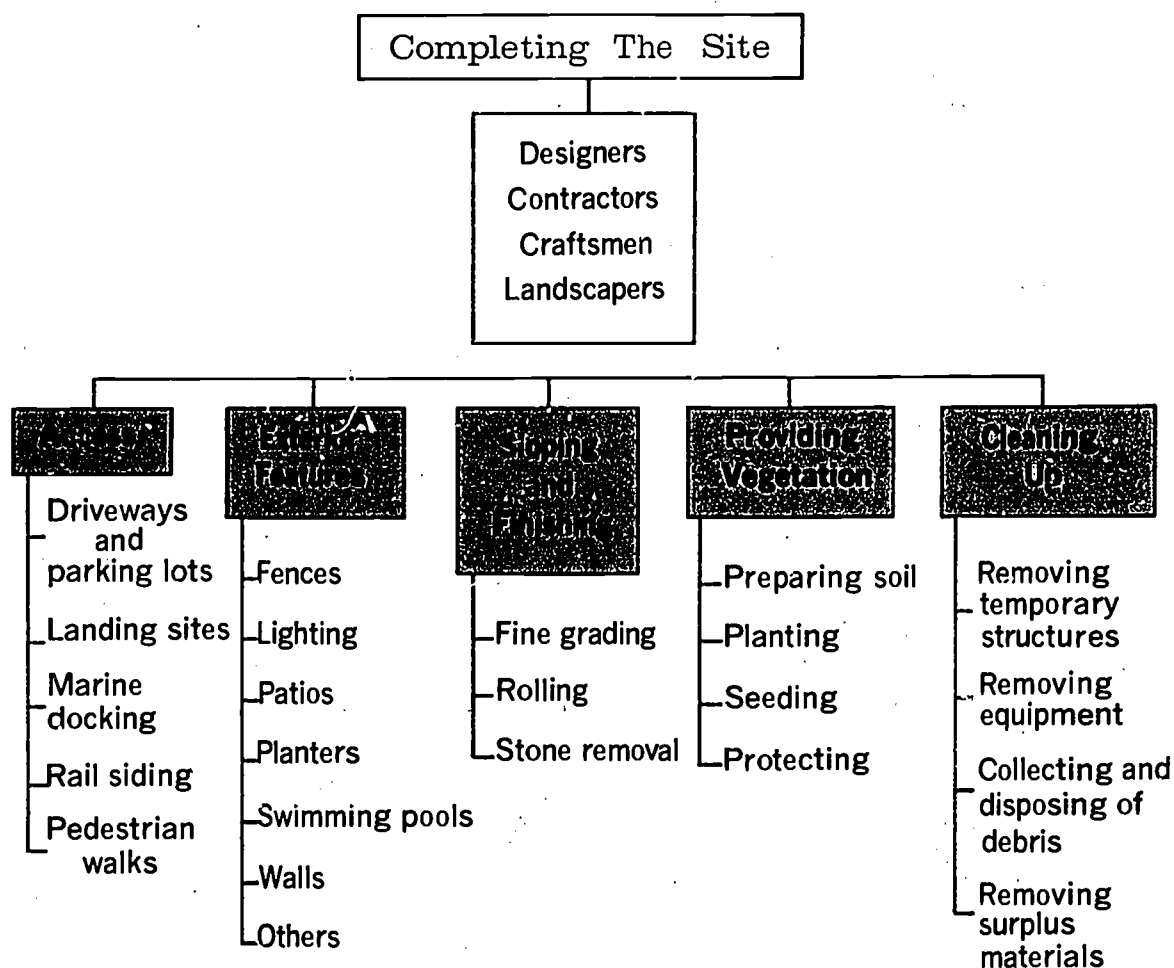 Completing The Site
Designers
Contractors
Craftsmen
Landscapers
Features
and
Finishing
Providing
Vegetation
Cleaning
Up
Driveways
and
parking lots
Landing sites
Marine
docking
Rail siding
Pedestrian
walks
Fences
Lighting
Patios
Planters
Swimming pools
Walls
Others
Fine grading
Rolling
Stone removal
Preparing soil
Planting
Seeding
Protecting
Removing
temporary
structures
Removing
equipment
Collecting and
disposing of
debris
Removing
surplus
materials